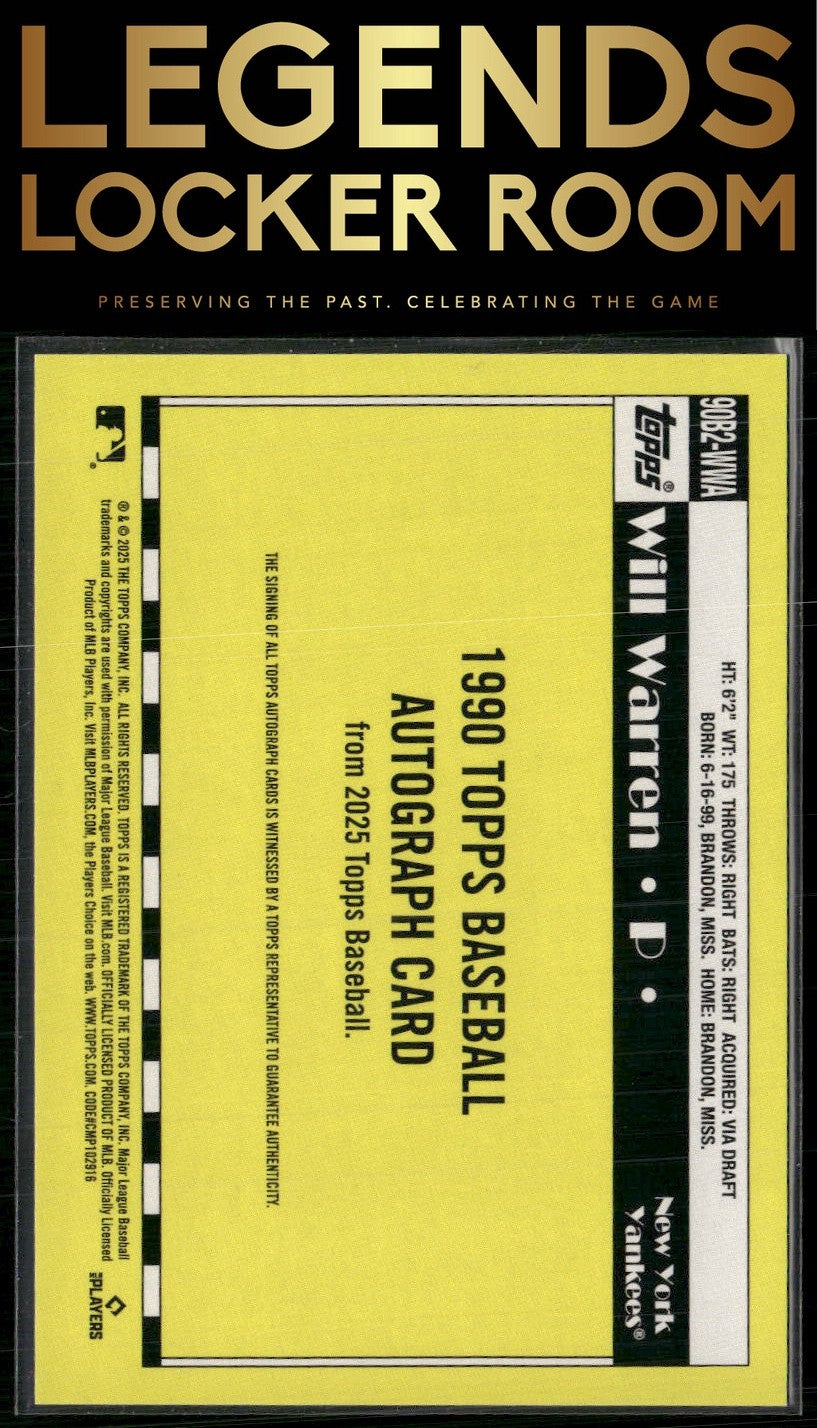 LEGENDS
LOCKER ROOM
PRESERVING THE PAST. CELEBRATING THE GAME
90B2-WWA
HT: 6'2" WT: 175 THROWS: RIGHT BATS: RIGHT ACQUIRED: VIA DRAFT
BORN: 6-16-99, BRANDON, MISS. HOME: BRANDON, MISS.
topps®
Will Warren • P •
New York
Yankees®
1990 TOPPS BASEBALL
AUTOGRAPH CARD
from 2025 Topps Baseball.
THE SIGNING OF ALL TOPPS AUTOGRAPH CARDS IS WITNESSED BY A TOPPS REPRESENTATIVE TO GUARANTEE AUTHENTICITY.
® & © 2025 THE TOPPS COMPANY, INC. ALL RIGHTS RESERVED. TOPPS IS A REGISTERED TRADEMARK OF THE TOPPS COMPANY, INC. Major League Baseball
trademarks and copyrights are used with permission of Major League Baseball. Visit MLB.com. OFFICIALLY LICENSED PRODUCT OF MLB. Officially Licensed
Product of MLB Players, Inc. Visit MLBPLAYERS.COM, the Players Choice on the web. WWW.TOPPS.COM. CODE#CMP102916
MLB PLAYERS